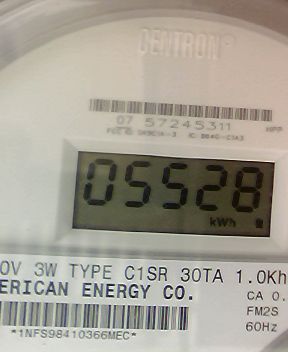 CENTRON®
07 57245311
05528
kWh
0V 3W TYPE C1SR 30TA 1.0Kh
ERICAN ENERGY CO.
CA 0.
FM2S
*1NFS98410366MEC*
60Hz